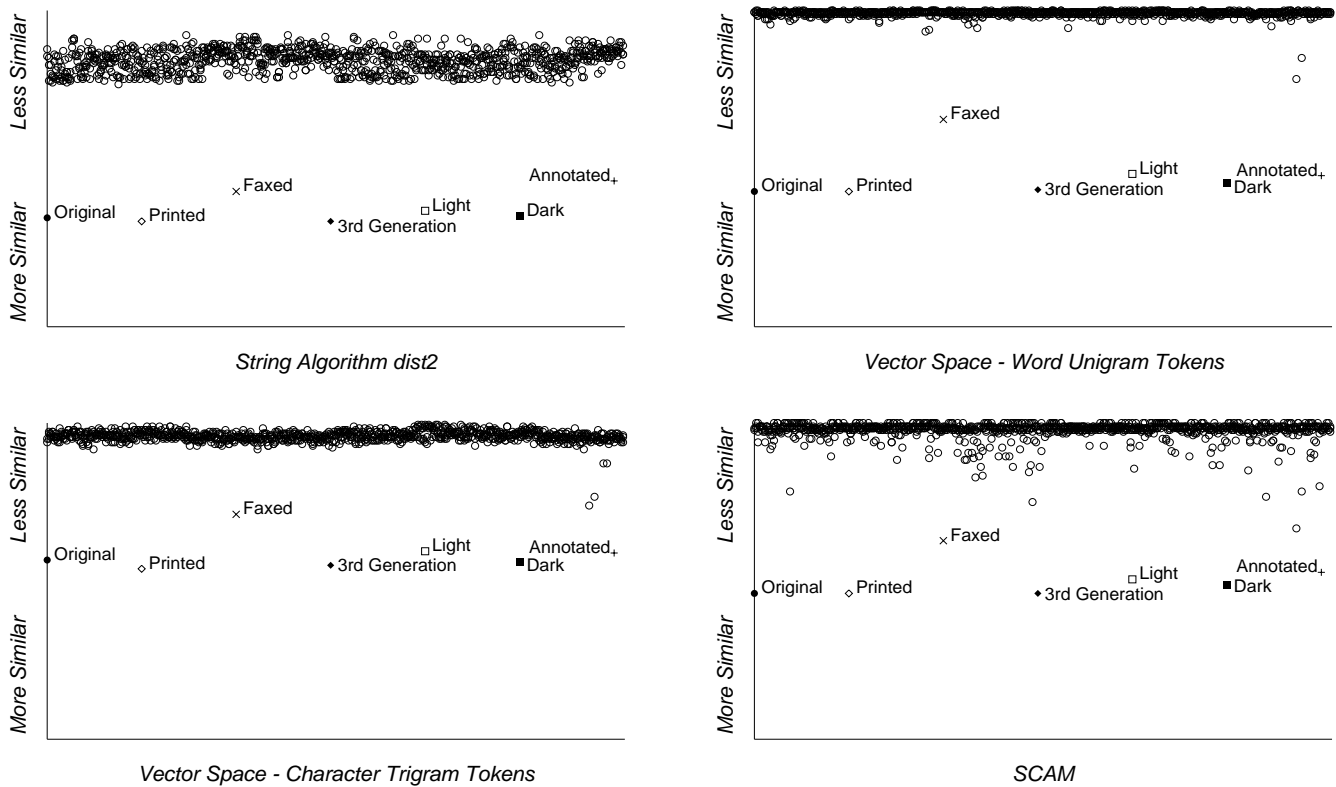 Less Similar
More Similar
Original
Printed
Faxed
3rd Generation
Light
Dark
Annotated
String Algorithm dist2
Less Similar
More Similar
Original
Printed
Faxed
3rd Generation
Light
Annotated
Dark
Vector Space - Word Unigram Tokens
Less Similar
More Similar
Original
Printed
Faxed
3rd Generation
Light
Annotated
Dark
Vector Space - Character Trigram Tokens
Less Similar
More Similar
Original
Printed
Faxed
3rd Generation
Light
Annotated
Dark
SCAM